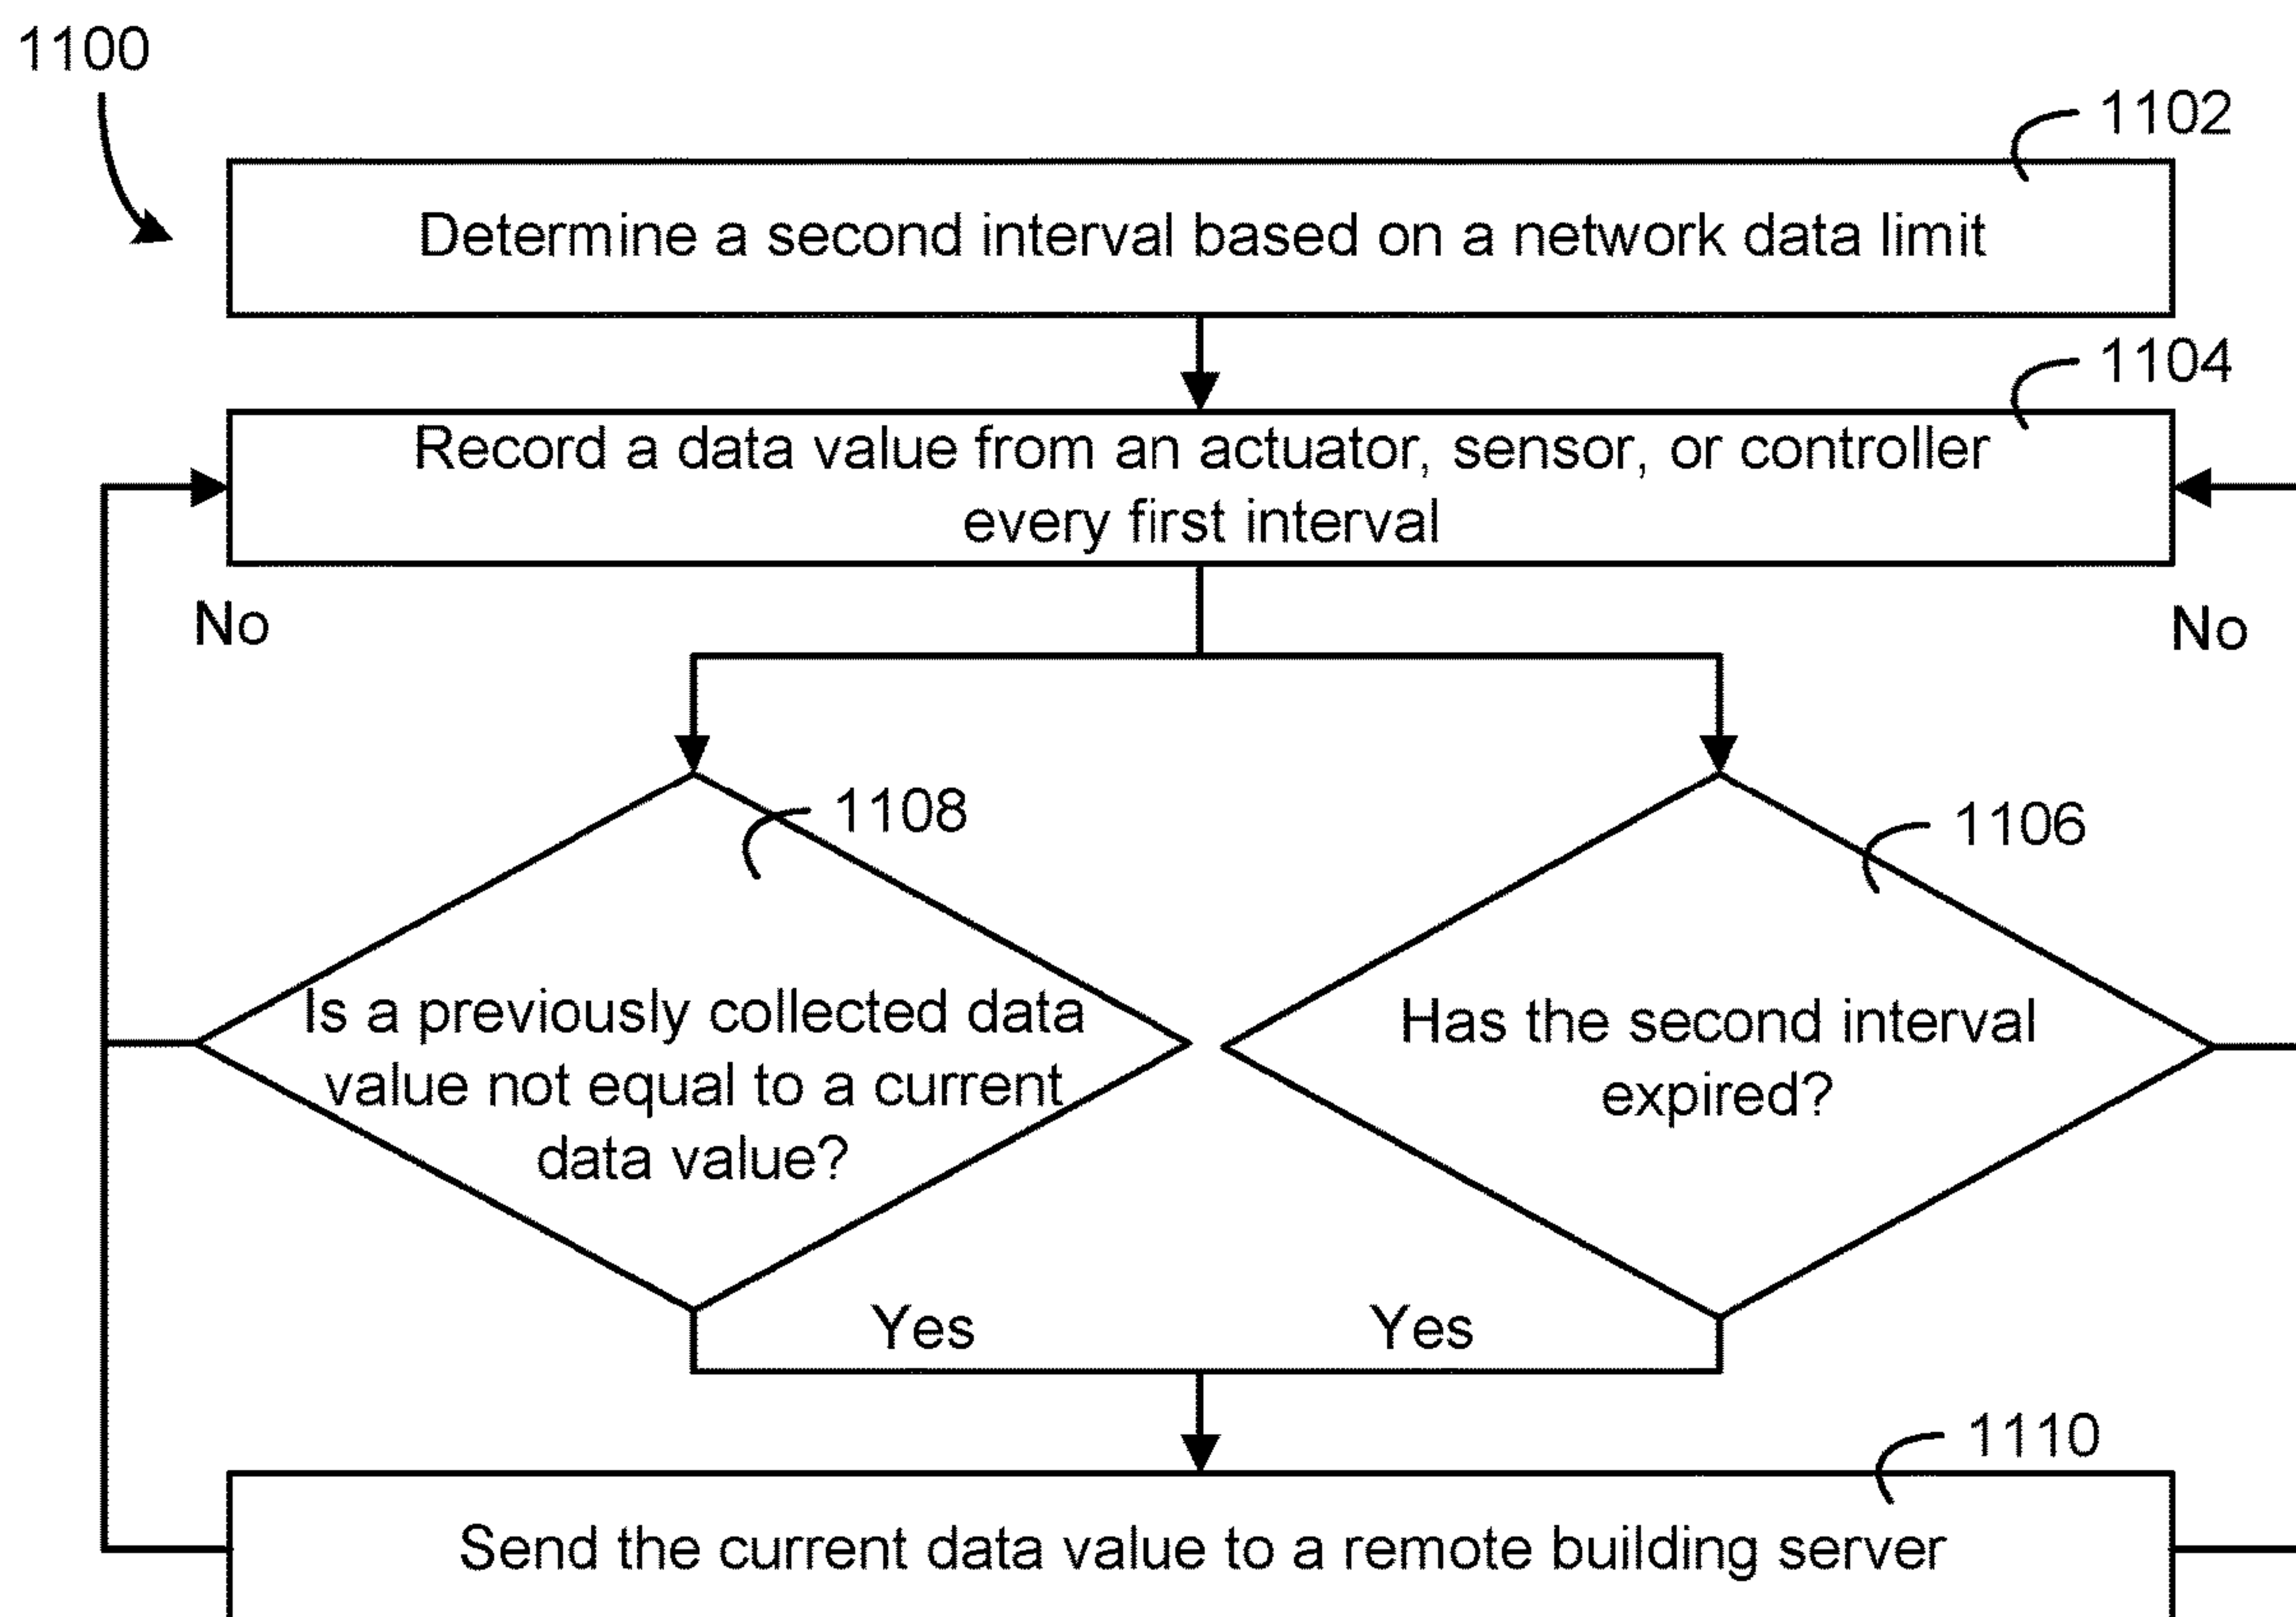 1100
1102
Determine a second interval based on a network data limit
1104
Record a data value from an actuator, sensor, or controller
every first interval
No
No
1108
1106
Is a previously collected data
value not equal to a current
data value?
Has the second interval
expired?
Yes
Yes
1110
Send the current data value to a remote building server